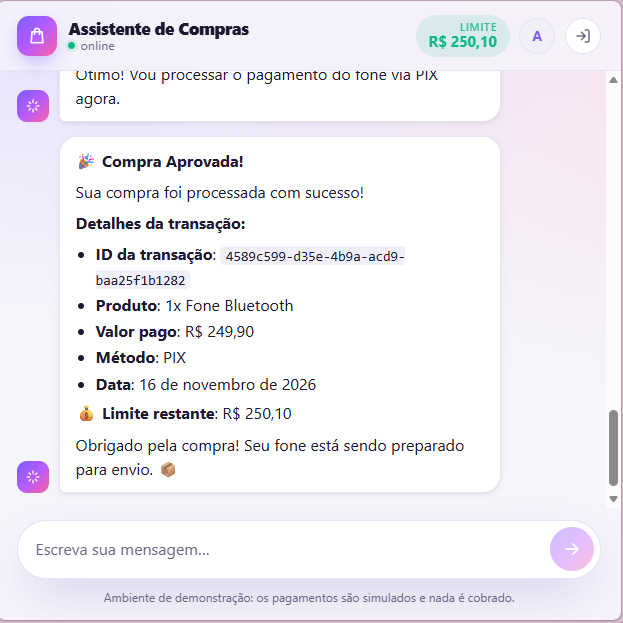 Assistente de Compras
online
LIMITE
R$ 250,10
A
Ótimo! Vou processar o pagamento do fone via PIX
agora.
🎉 Compra Aprovada!
Sua compra foi processada com sucesso!
Detalhes da transação:
• ID da transação: 4589c599-d35e-4b9a-acd9-
baa25f1b1282
• Produto: 1x Fone Bluetooth
• Valor pago: R$ 249,90
• Método: PIX
• Data: 16 de novembro de 2026
💰 Limite restante: R$ 250,10
Obrigado pela compra! Seu fone está sendo preparado
para envio. 📦
Escreva sua mensagem...
Ambiente de demonstração: os pagamentos são simulados e nada é cobrado.